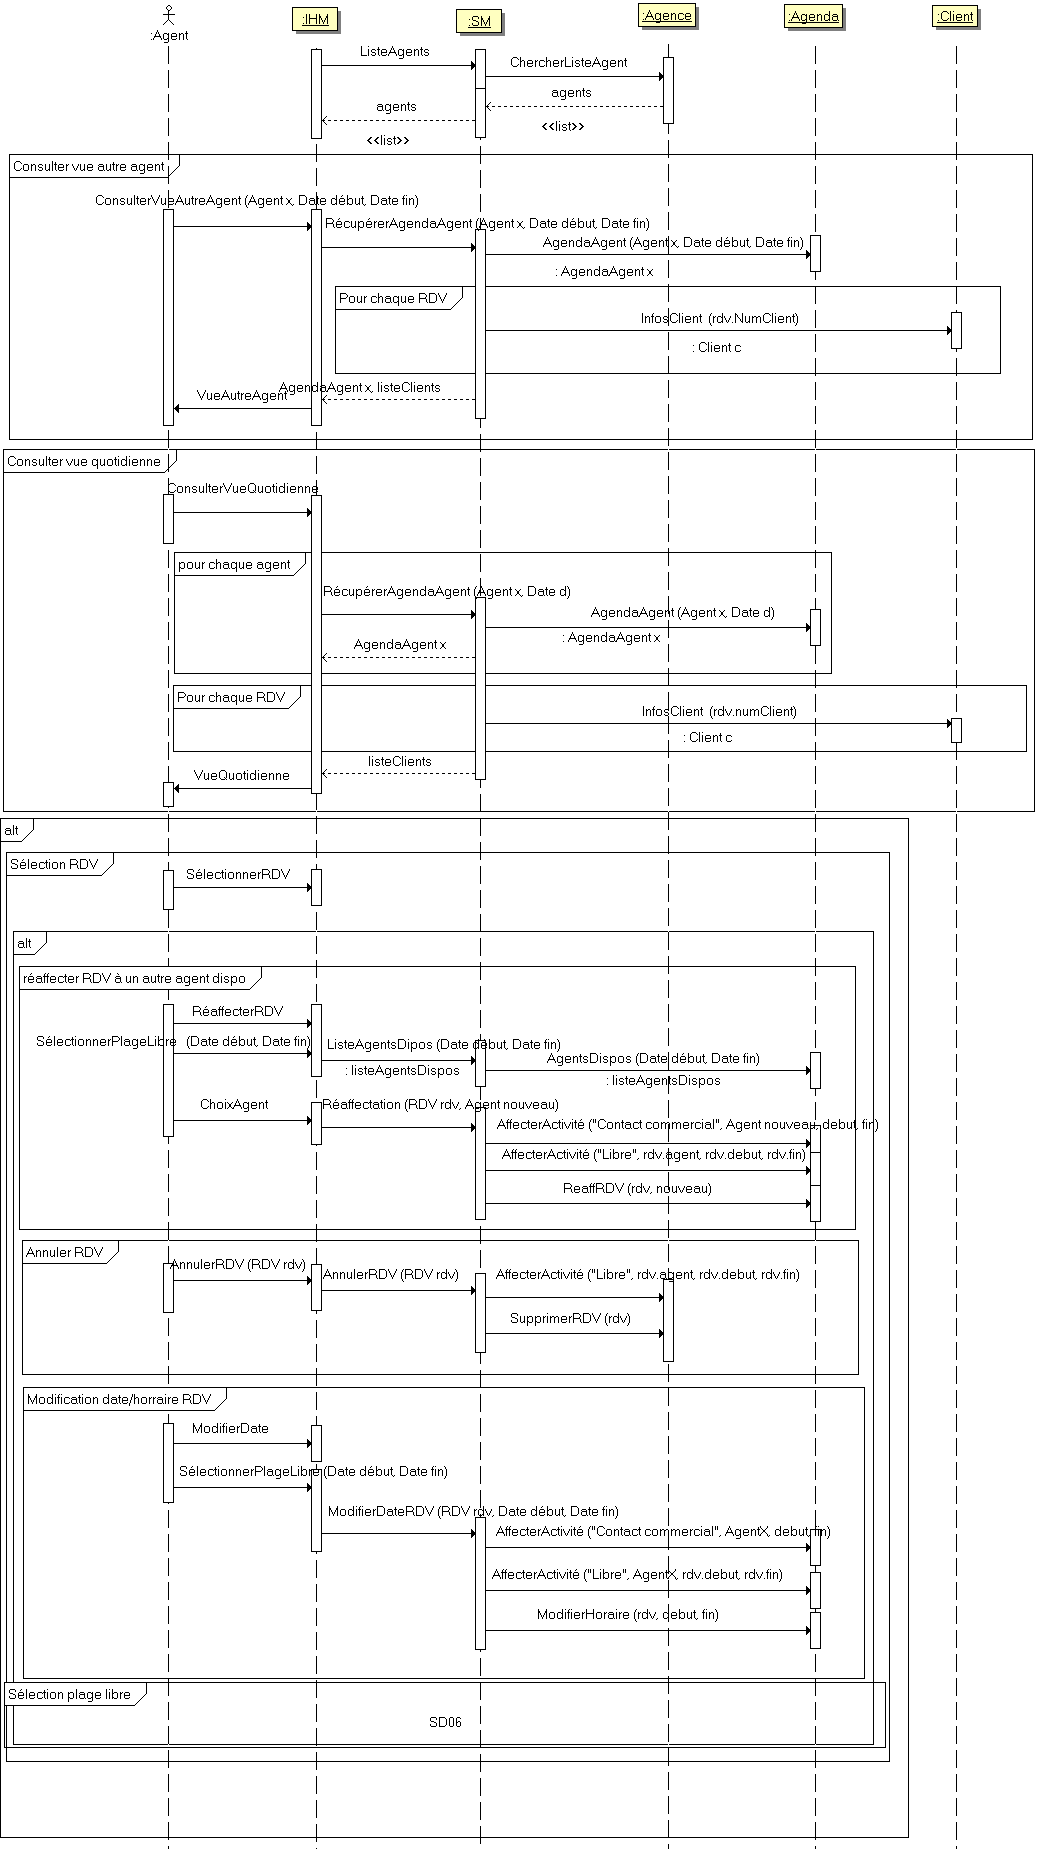 :Agent
:IHM
:SM
:Agence
:Agenda
:Client
ListeAgents
ChercherListeAgent
agents
agents
<<list>>
<<list>>
Consulter vue autre agent
ConsulterVueAutreAgent (Agent x, Date début, Date fin)
RécupérerAgendaAgent (Agent x, Date début, Date fin)
AgendaAgent (Agent x, Date début, Date fin)
: AgendaAgent x
Pour chaque RDV
InfosClient (rdv.NumClient)
: Client c
AgendaAgent x, listeClients
VueAutreAgent
Consulter vue quotidienne
ConsulterVueQuotidienne
pour chaque agent
RécupérerAgendaAgent (Agent x, Date d)
AgendaAgent (Agent x, Date d)
: AgendaAgent x
AgendaAgent x
Pour chaque RDV
InfosClient (rdv.numClient)
: Client c
listeClients
VueQuotidienne
alt
Sélection RDV
SélectionnerRDV
alt
réaffecter RDV à un autre agent dispo
RéaffecterRDV
SélectionnerPlageLibre (Date début, Date fin)
ListeAgentsDipos (Date début, Date fin)
: listeAgentsDispos
AgentsDispos (Date début, Date fin)
: listeAgentsDispos
ChoixAgent
Réaffectation (RDV rdv, Agent nouveau)
AffecterActivité ("Contact commercial", Agent nouveau, debut, fin)
AffecterActivité ("Libre", rdv.agent, rdv.debut, rdv.fin)
ReaffRDV (rdv, nouveau)
Annuler RDV
AnnulerRDV (RDV rdv)
AnnulerRDV (RDV rdv)
AffecterActivité ("Libre", rdv.agent, rdv.debut, rdv.fin)
SupprimerRDV (rdv)
Modification date/horraire RDV
ModifierDate
SélectionnerPlageLibre (Date début, Date fin)
ModifierDateRDV (RDV rdv, Date début, Date fin)
AffecterActivité ("Contact commercial", AgentX, debut, fin)
AffecterActivité ("Libre", AgentX, rdv.debut, rdv.fin)
ModifierHoraire (rdv, debut, fin)
Sélection plage libre
SD06